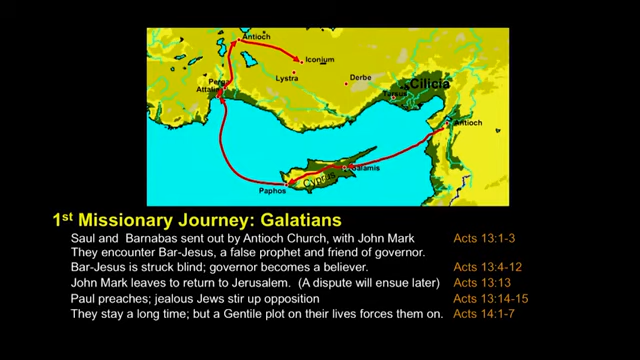 Antioch
Iconium
Lystra
Derbe
Perga
Attalia
Cilicia
Tarsus
Antioch
Salamis
Cyprus
Paphos
1st Missionary Journey: Galatians
Saul and Barnabas sent out by Antioch Church, with John Mark Acts 13:1-3
They encounter Bar-Jesus, a false prophet and friend of governor.
Bar-Jesus is struck blind; governor becomes a believer. Acts 13:4-12
John Mark leaves to return to Jerusalem. (A dispute will ensue later) Acts 13:13
Paul preaches; jealous Jews stir up opposition Acts 13:14-15
They stay a long time; but a Gentile plot on their lives forces them on. Acts 14:1-7